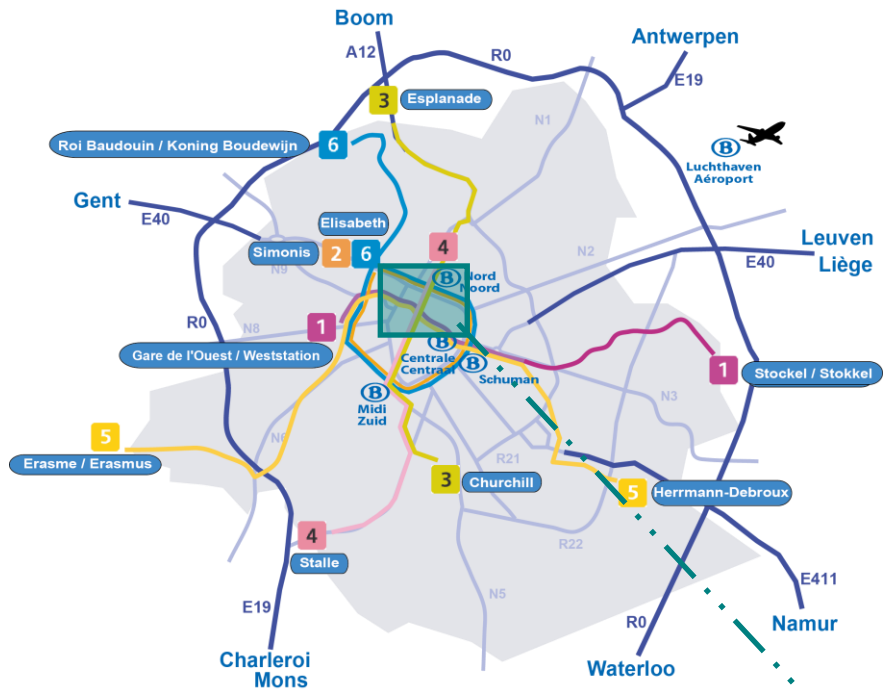 Boom
A12
R0
Antwerpen
E19
3
Esplanade
N1
Roi Baudouin / Koning Boudewijn
6
B
Luchthaven
Aéroport
Gent
E40
Elisabeth
4
Simonis
2
6
N9
B
Nord
Noord
N2
Leuven
Liège
E40
R0
N8
1
Gare de l'Ouest / Weststation
B
Centrale
Centraal
B
Schuman
1
Stockel / Stokkel
B
Midi
Zuid
N3
5
Erasme / Erasmus
N6
R21
3
Churchill
5
Herrmann-Debroux
4
Stalle
R22
N5
E411
E19
R0
Namur
Charleroi
Mons
Waterloo